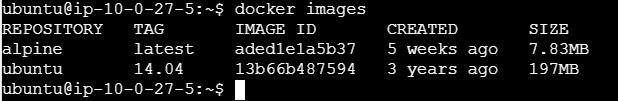 ubuntu@ip-10-0-27-5:~$ docker images
REPOSITORY TAG IMAGE ID CREATED SIZE
alpine latest aded1e1a5b37 5 weeks ago 7.83MB
ubuntu 14.04 13b66b487594 3 years ago 197MB
ubuntu@ip-10-0-27-5:~$